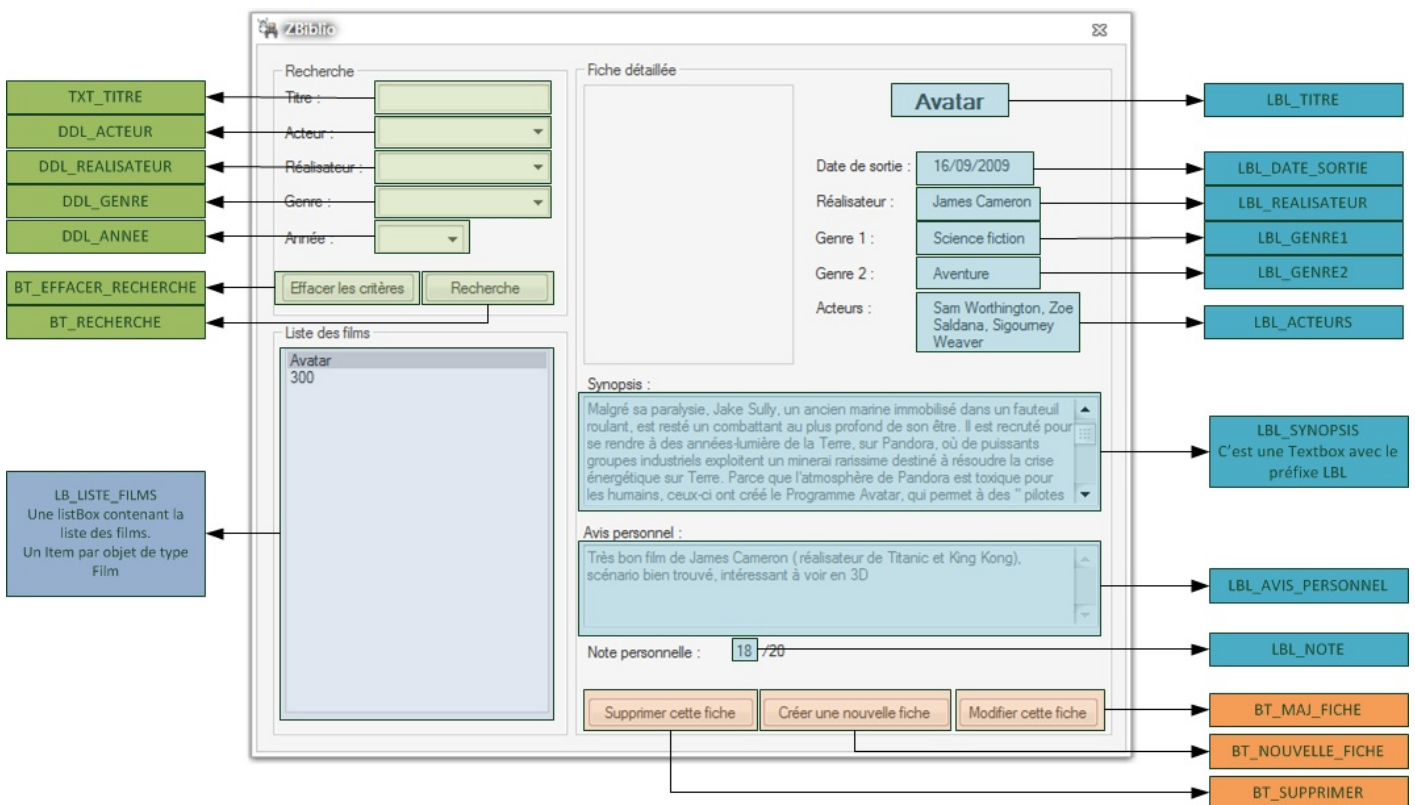 ZBiblio
Recherche
Titre :
Acteur :
Réalisateur :
Genre :
Année :
Effacer les critères
Recherche
TXT_TITRE
DDL_ACTEUR
DDL_REALISATEUR
DDL_GENRE
DDL_ANNEE
BT_EFFACER_RECHERCHE
BT_RECHERCHE
Liste des films
Avatar
300
LB_LISTE_FILMS
Une listBox contenant la
liste des films.
Un Item par objet de type
Film
Fiche détaillée
Avatar
Date de sortie :
16/09/2009
Réalisateur :
James Cameron
Genre 1 :
Science fiction
Genre 2 :
Aventure
Acteurs :
Sam Worthington, Zoe
Saldana, Sigourney
Weaver
Synopsis :
Malgré sa paralysie, Jake Sully, un ancien marine immobilisé dans un fauteuil
roulant, est resté un combattant au plus profond de son être. Il est recruté pour
se rendre à des années-lumière de la Terre, sur Pandora, où de puissants
groupes industriels exploitent un minerai rarissime destiné à résoudre la crise
énergétique sur Terre. Parce que l'atmosphère de Pandora est toxique pour
les humains, ceux-ci ont créé le Programme Avatar, qui permet à des " pilotes
Avis personnel :
Très bon film de James Cameron ( réalisateur de Titanic et King Kong),
scénario bien trouvé, intéressant à voir en 3D
Note personnelle :
18 /20
Supprimer cette fiche
Créer une nouvelle fiche
Modifier cette fiche
LBL_TITRE
LBL_DATE_SORTIE
LBL_REALISATEUR
LBL_GENRE1
LBL_GENRE2
LBL_ACTEURS
LBL_SYNOPSIS
C'est une Textbox avec le
préfixe LBL
LBL_AVIS_PERSONNEL
LBL_NOTE
BT_MAJ_FICHE
BT_NOUVELLE_FICHE
BT_SUPPRIMER